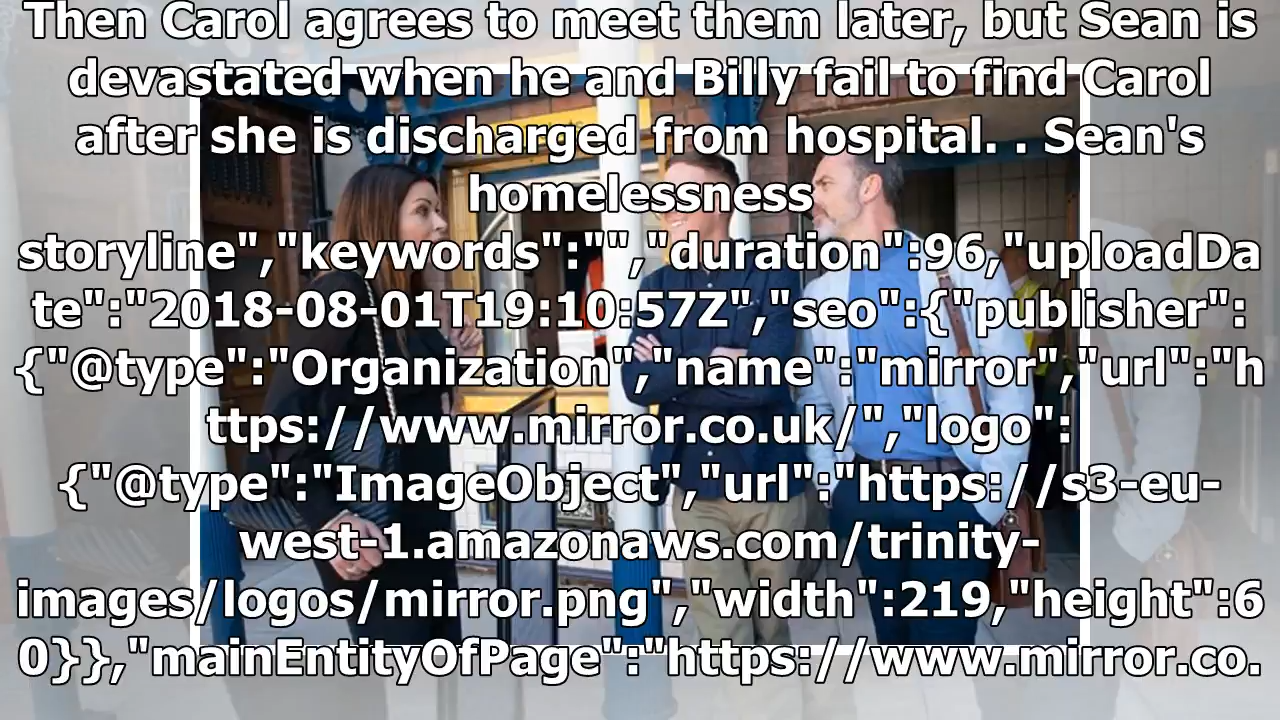 Then Carol agrees to meet them later, but Sean is
devastated when he and Billy fail to find Carol
after she is discharged from hospital. . Sean's
homelessness
storyline","keywords":"","duration":96,"uploadDa
te":"2018-08-01T19:10:57Z","seo":{"publisher":
{"@type":"Organization","name":"mirror","url":"h
ttps://www.mirror.co.uk/","logo":
{"@type":"ImageObject","url":"https://s3-eu-
west-1.amazonaws.com/trinity-
images/logos/mirror.png","width":219,"height":6
0}},"mainEntityOfPage":"https://www.mirror.co.